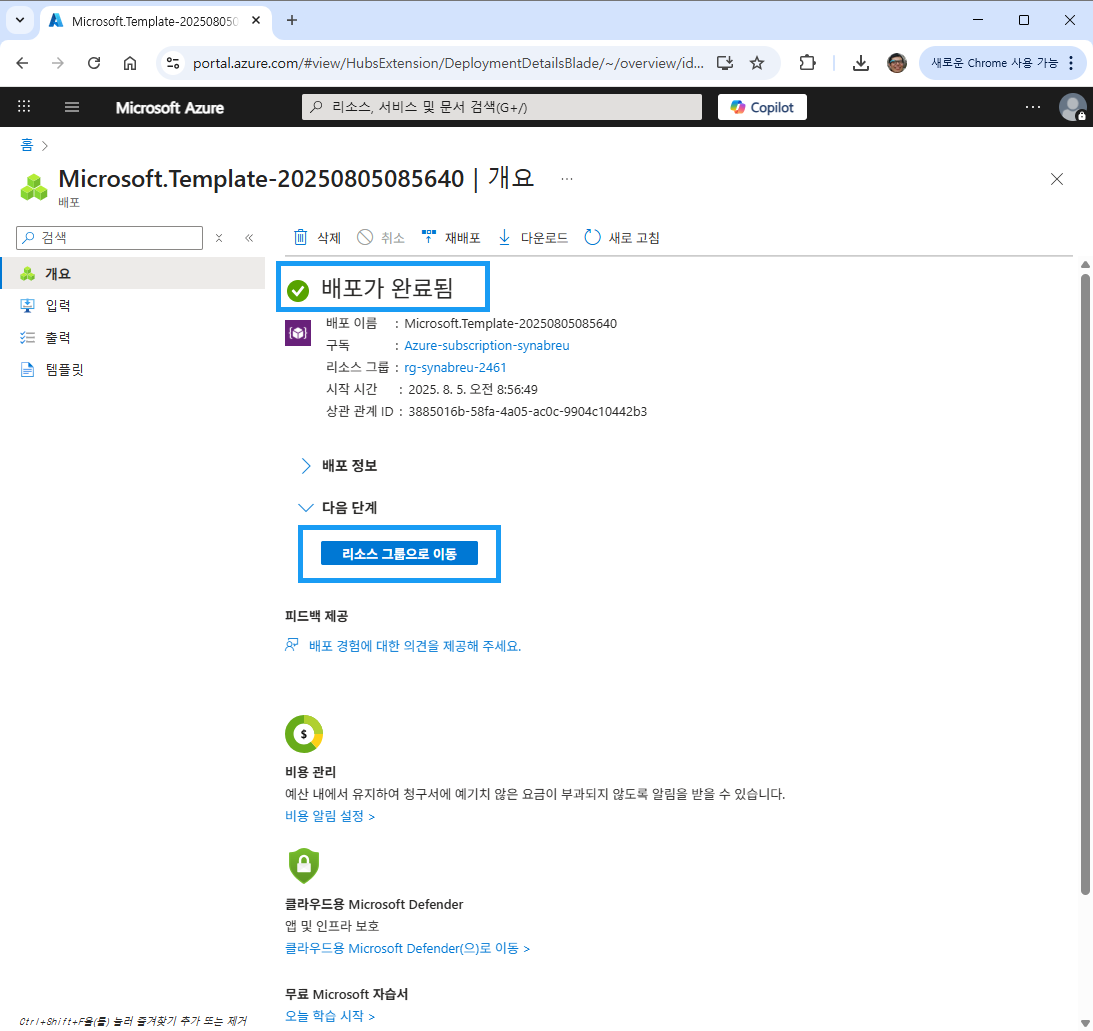 Microsoft.Template-2025080508
portal.azure.com/#view/HubsExtension/DeploymentDetailsBlade/~/overview/id...
새로운 Chrome 사용 가능
Microsoft Azure
리소스, 서비스 및 문서 검색(G+/)
Copilot
홈
Microsoft.Template-20250805085640 | 개요
배포
검색
삭제 취소 재배포 다운로드 새로 고침
개요
입력
출력
템플릿
배포가 완료됨
배포 이름 : Microsoft.Template-20250805085640
구독 : Azure-subscription-synabreu
리소스 그룹 : rg-synabreu-2461
시작 시간 : 2025. 8. 5. 오전 8:56:49
상관 관계 ID : 3885016b-58fa-4a05-ac0c-9904c10442b3
배포 정보
다음 단계
리소스 그룹으로 이동
피드백 제공
배포 경험에 대한 의견을 제공해 주세요.
비용 관리
예산 내에서 유지하여 청구서에 예기치 않은 요금이 부과되지 않도록 알림을 받을 수 있습니다.
비용 알림 설정 >
클라우드용 Microsoft Defender
앱 및 인프라 보호
클라우드용 Microsoft Defender(으)로 이동 >
무료 Microsoft 자습서
오늘 학습 시작 >
Ctrl+Shift+F을(를) 눌러 즐겨찾기 추가 또는 제거